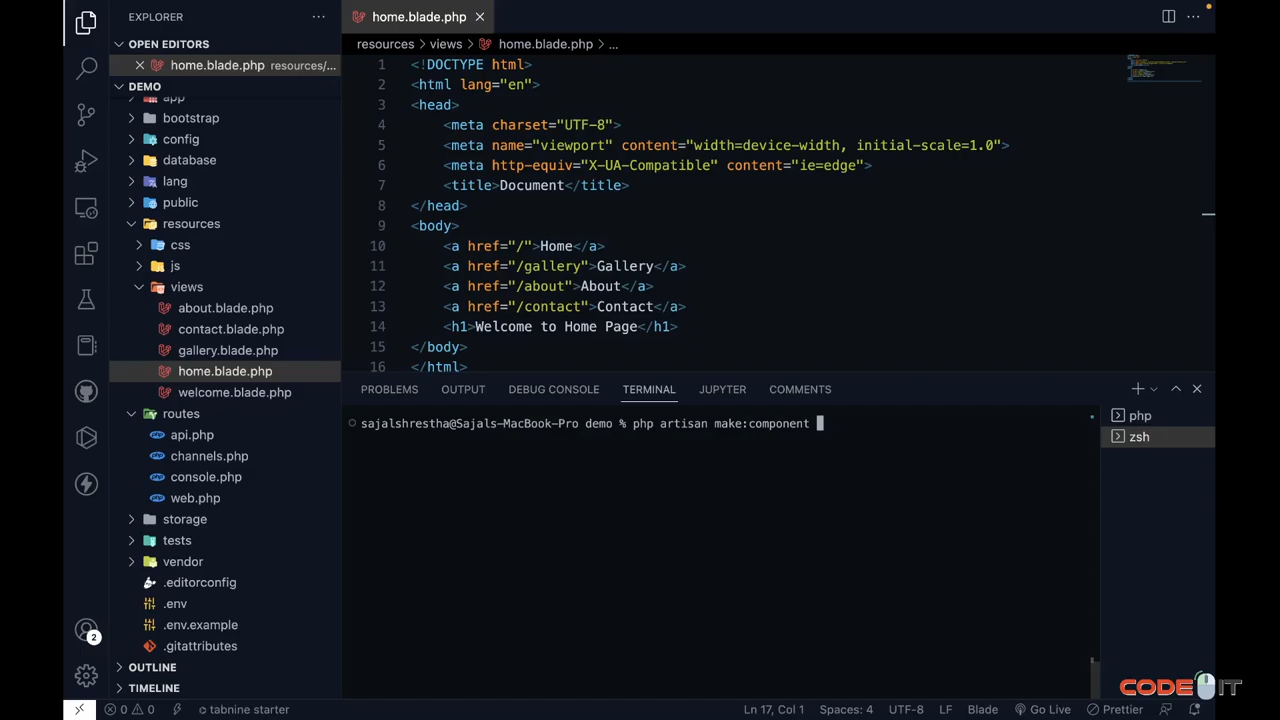 EXPLORER
OPEN EDITORS
home.blade.php resources/...
DEMO
app
bootstrap
config
database
lang
public
resources
css
js
views
about.blade.php
contact.blade.php
gallery.blade.php
home.blade.php
welcome.blade.php
routes
api.php
channels.php
console.php
web.php
storage
tests
vendor
.editorconfig
.env
.env.example
.gitattributes
OUTLINE
TIMELINE
2
home.blade.php
resources > views > home.blade.php > ...
1 <!DOCTYPE html>
2 <html lang="en">
3 <head>
4 <meta charset="UTF-8">
5 <meta name="viewport" content="width=device-width, initial-scale=1.0">
6 <meta http-equiv="X-UA-Compatible" content="ie=edge">
7 <title>Document</title>
8 </head>
9 <body>
10 <a href="/">Home</a>
11 <a href="/gallery">Gallery</a>
12 <a href="/about">About</a>
13 <a href="/contact">Contact</a>
14 <h1>Welcome to Home Page</h1>
15 </body>
16 </html>
PROBLEMS OUTPUT DEBUG CONSOLE TERMINAL JUPYTER COMMENTS
sajalshrestha@Sajals-MacBook-Pro demo % php artisan make:component
php
zsh
CODE IT
0 0 tabnine starter Ln 17, Col 1 Spaces: 4 UTF-8 LF Blade Go Live Prettier